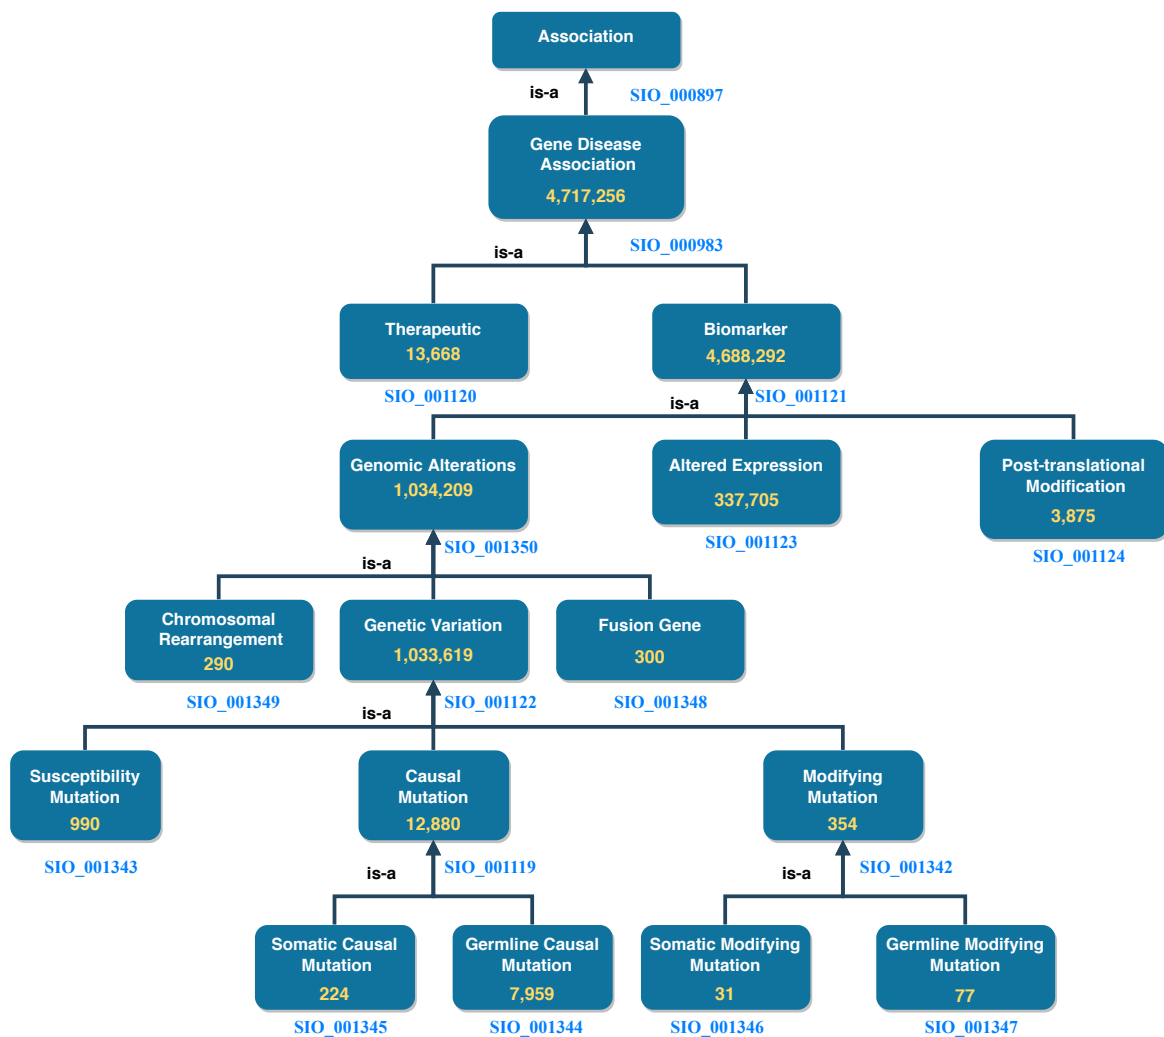 Association
is-a
SIO_000897
Gene Disease
Association
4,717,256
is-a
SIO_000983
Therapeutic
13,668
SIO_001120
Biomarker
4,688,292
SIO_001121
is-a
Genomic Alterations
1,034,209
SIO_001350
Altered Expression
337,705
SIO_001123
Post-translational
Modification
3,875
SIO_001124
is-a
Chromosomal
Rearrangement
290
SIO_001349
Genetic Variation
1,033,619
SIO_001122
Fusion Gene
300
SIO_001348
is-a
Susceptibility
Mutation
990
SIO_001343
Causal
Mutation
12,880
SIO_001119
Modifying
Mutation
354
SIO_001342
is-a
is-a
Somatic Causal
Mutation
224
SIO_001345
Germline Causal
Mutation
7,959
SIO_001344
Somatic Modifying
Mutation
31
SIO_001346
Germline Modifying
Mutation
77
SIO_001347